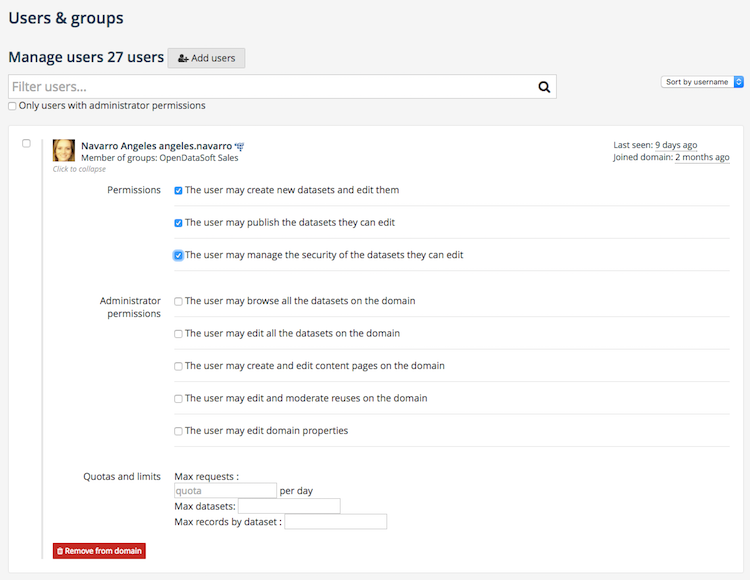 Users & groups
Manage users 27 users Add users
Filter users...
Sort by username
Only users with administrator permissions
Navarro Angeles angeles.navarro
Last seen: 9 days ago
Member of groups: OpenDataSoft Sales
Joined domain: 2 months ago
Click to collapse
Permissions
The user may create new datasets and edit them
The user may publish the datasets they can edit
The user may manage the security of the datasets they can edit
Administrator
permissions
The user may browse all the datasets on the domain
The user may edit all the datasets on the domain
The user may create and edit content pages on the domain
The user may edit and moderate reuses on the domain
The user may edit domain properties
Quotas and limits
Max requests :
quota per day
Max datasets:
Max records by dataset :
Remove from domain